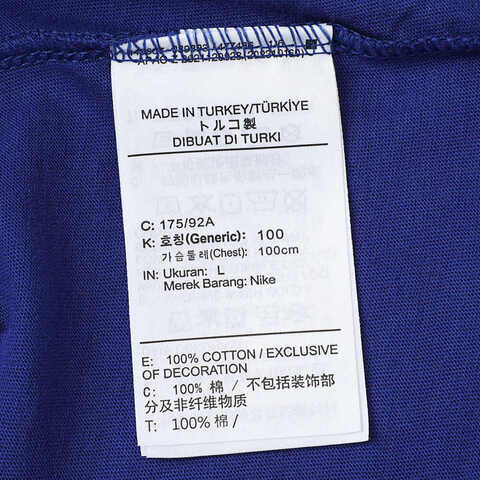 MADE IN TURKEY/TÜRKİYE
トルコ製
DIBUAT DI TURKI
C: 175/92A
K: 호칭(Generic): 100
가슴둘레(Chest): 100cm
IN: Ukuran: L
Merek Barang: Nike
E: 100% COTTON / EXCLUSIVE
OF DECORATION
C: 100% 棉 / 不包括装饰部
分及非纤维物质
T: 100% 棉 /